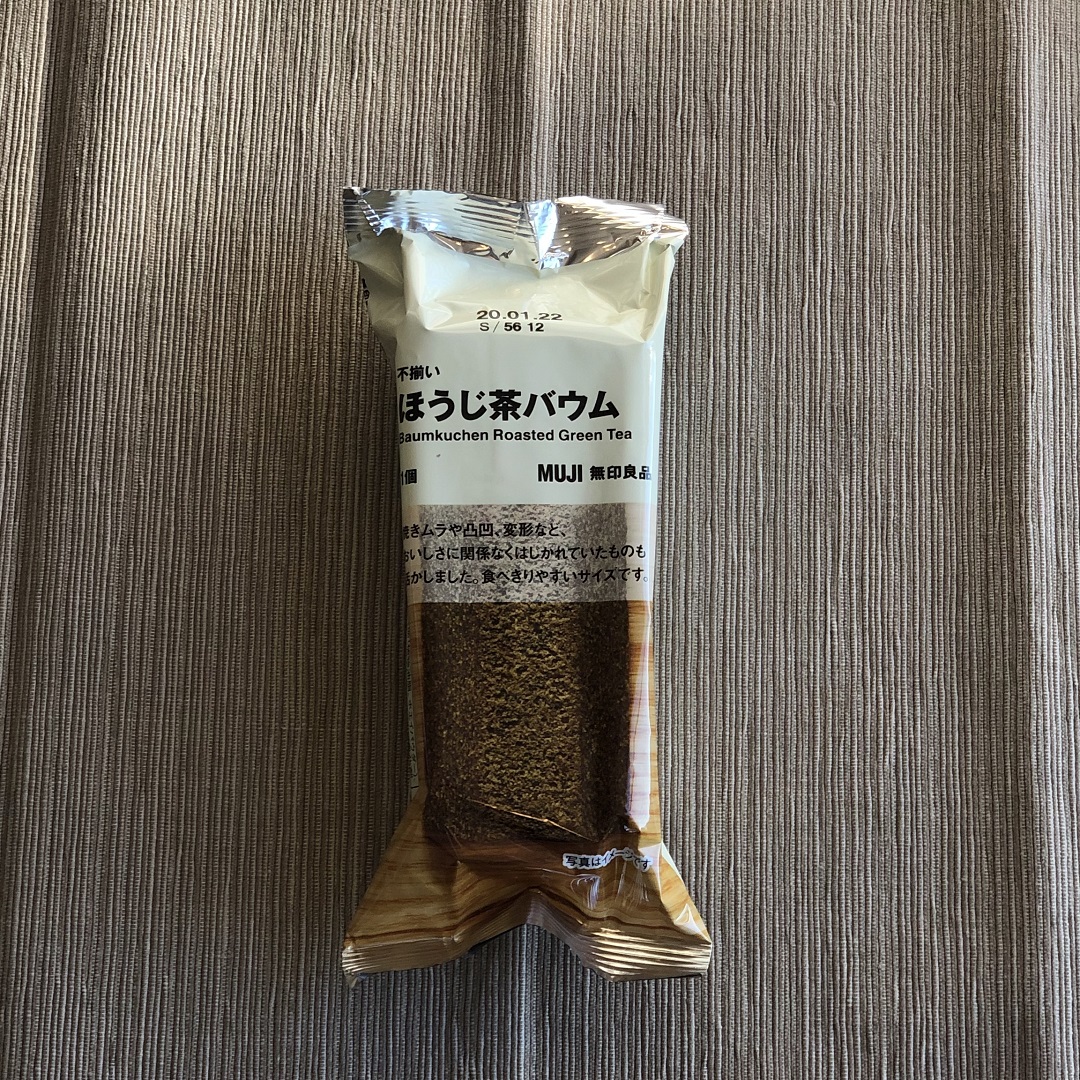 20.01.22
S/56 12
不揃い
ほうじ茶バウム
Baumkuchen Roasted Green Tea
1個
MUJI 無印良品
焼きムラや凸凹、変形など、
おいしさに関係なくはじかれていたものも
活かしました。食べきりやすいサイズです。
写真はイメージです